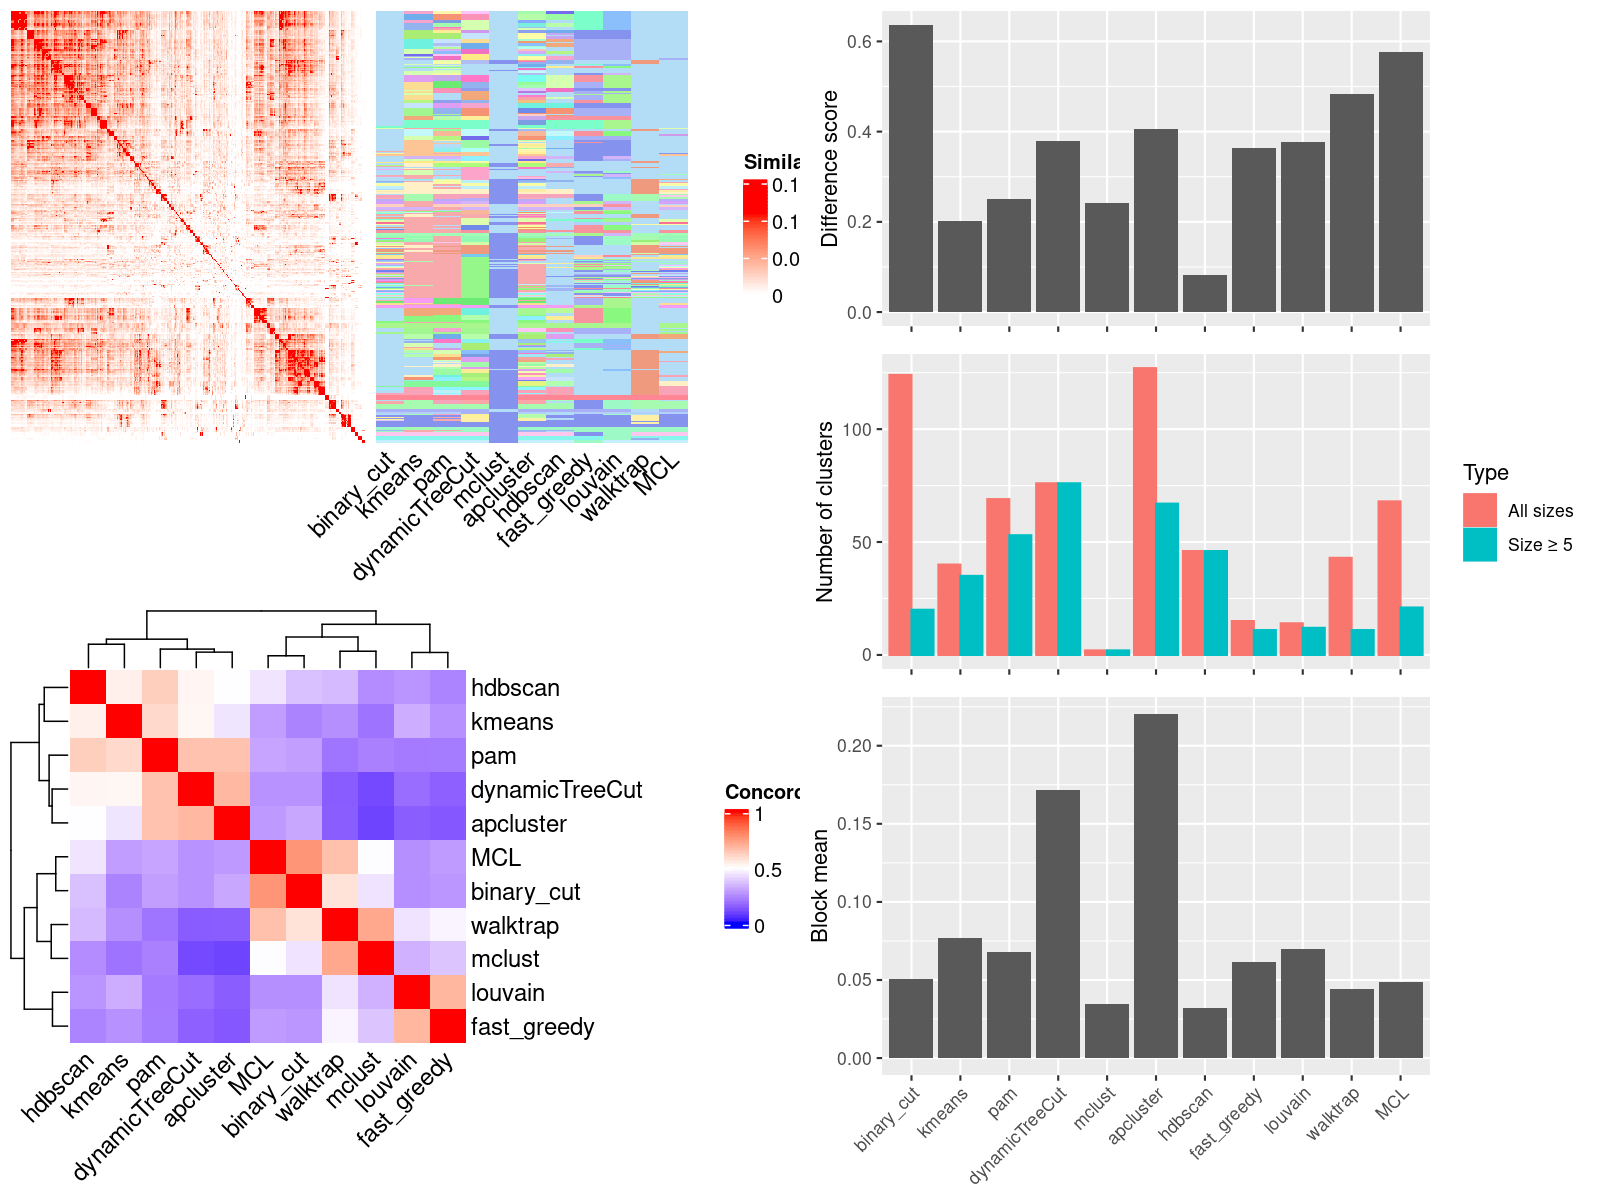 Simila
0.1
0.1
0.0
0
binary_cut
kmeans
pam
dynamicTreeCut
mclust
apcluster
hdbscan
fast_greedy
louvain
walktrap
MCL
hdbscan
kmeans
pam
dynamicTreeCut
apcluster
MCL
binary_cut
walktrap
mclust
louvain
fast_greedy
hdbscan
kmeans
pam
dynamicTreeCut
apcluster
MCL
binary_cut
walktrap
mclust
louvain
fast_greedy
Concord
1
0.5
0
Difference score
0.6
0.4
0.2
0.0
Number of clusters
100
50
0
Type
All sizes
Size ≥ 5
Block mean
0.20
0.15
0.10
0.05
0.00
binary_cut
kmeans
pam
dynamicTreeCut
mclust
apcluster
hdbscan
fast_greedy
louvain
walktrap
MCL